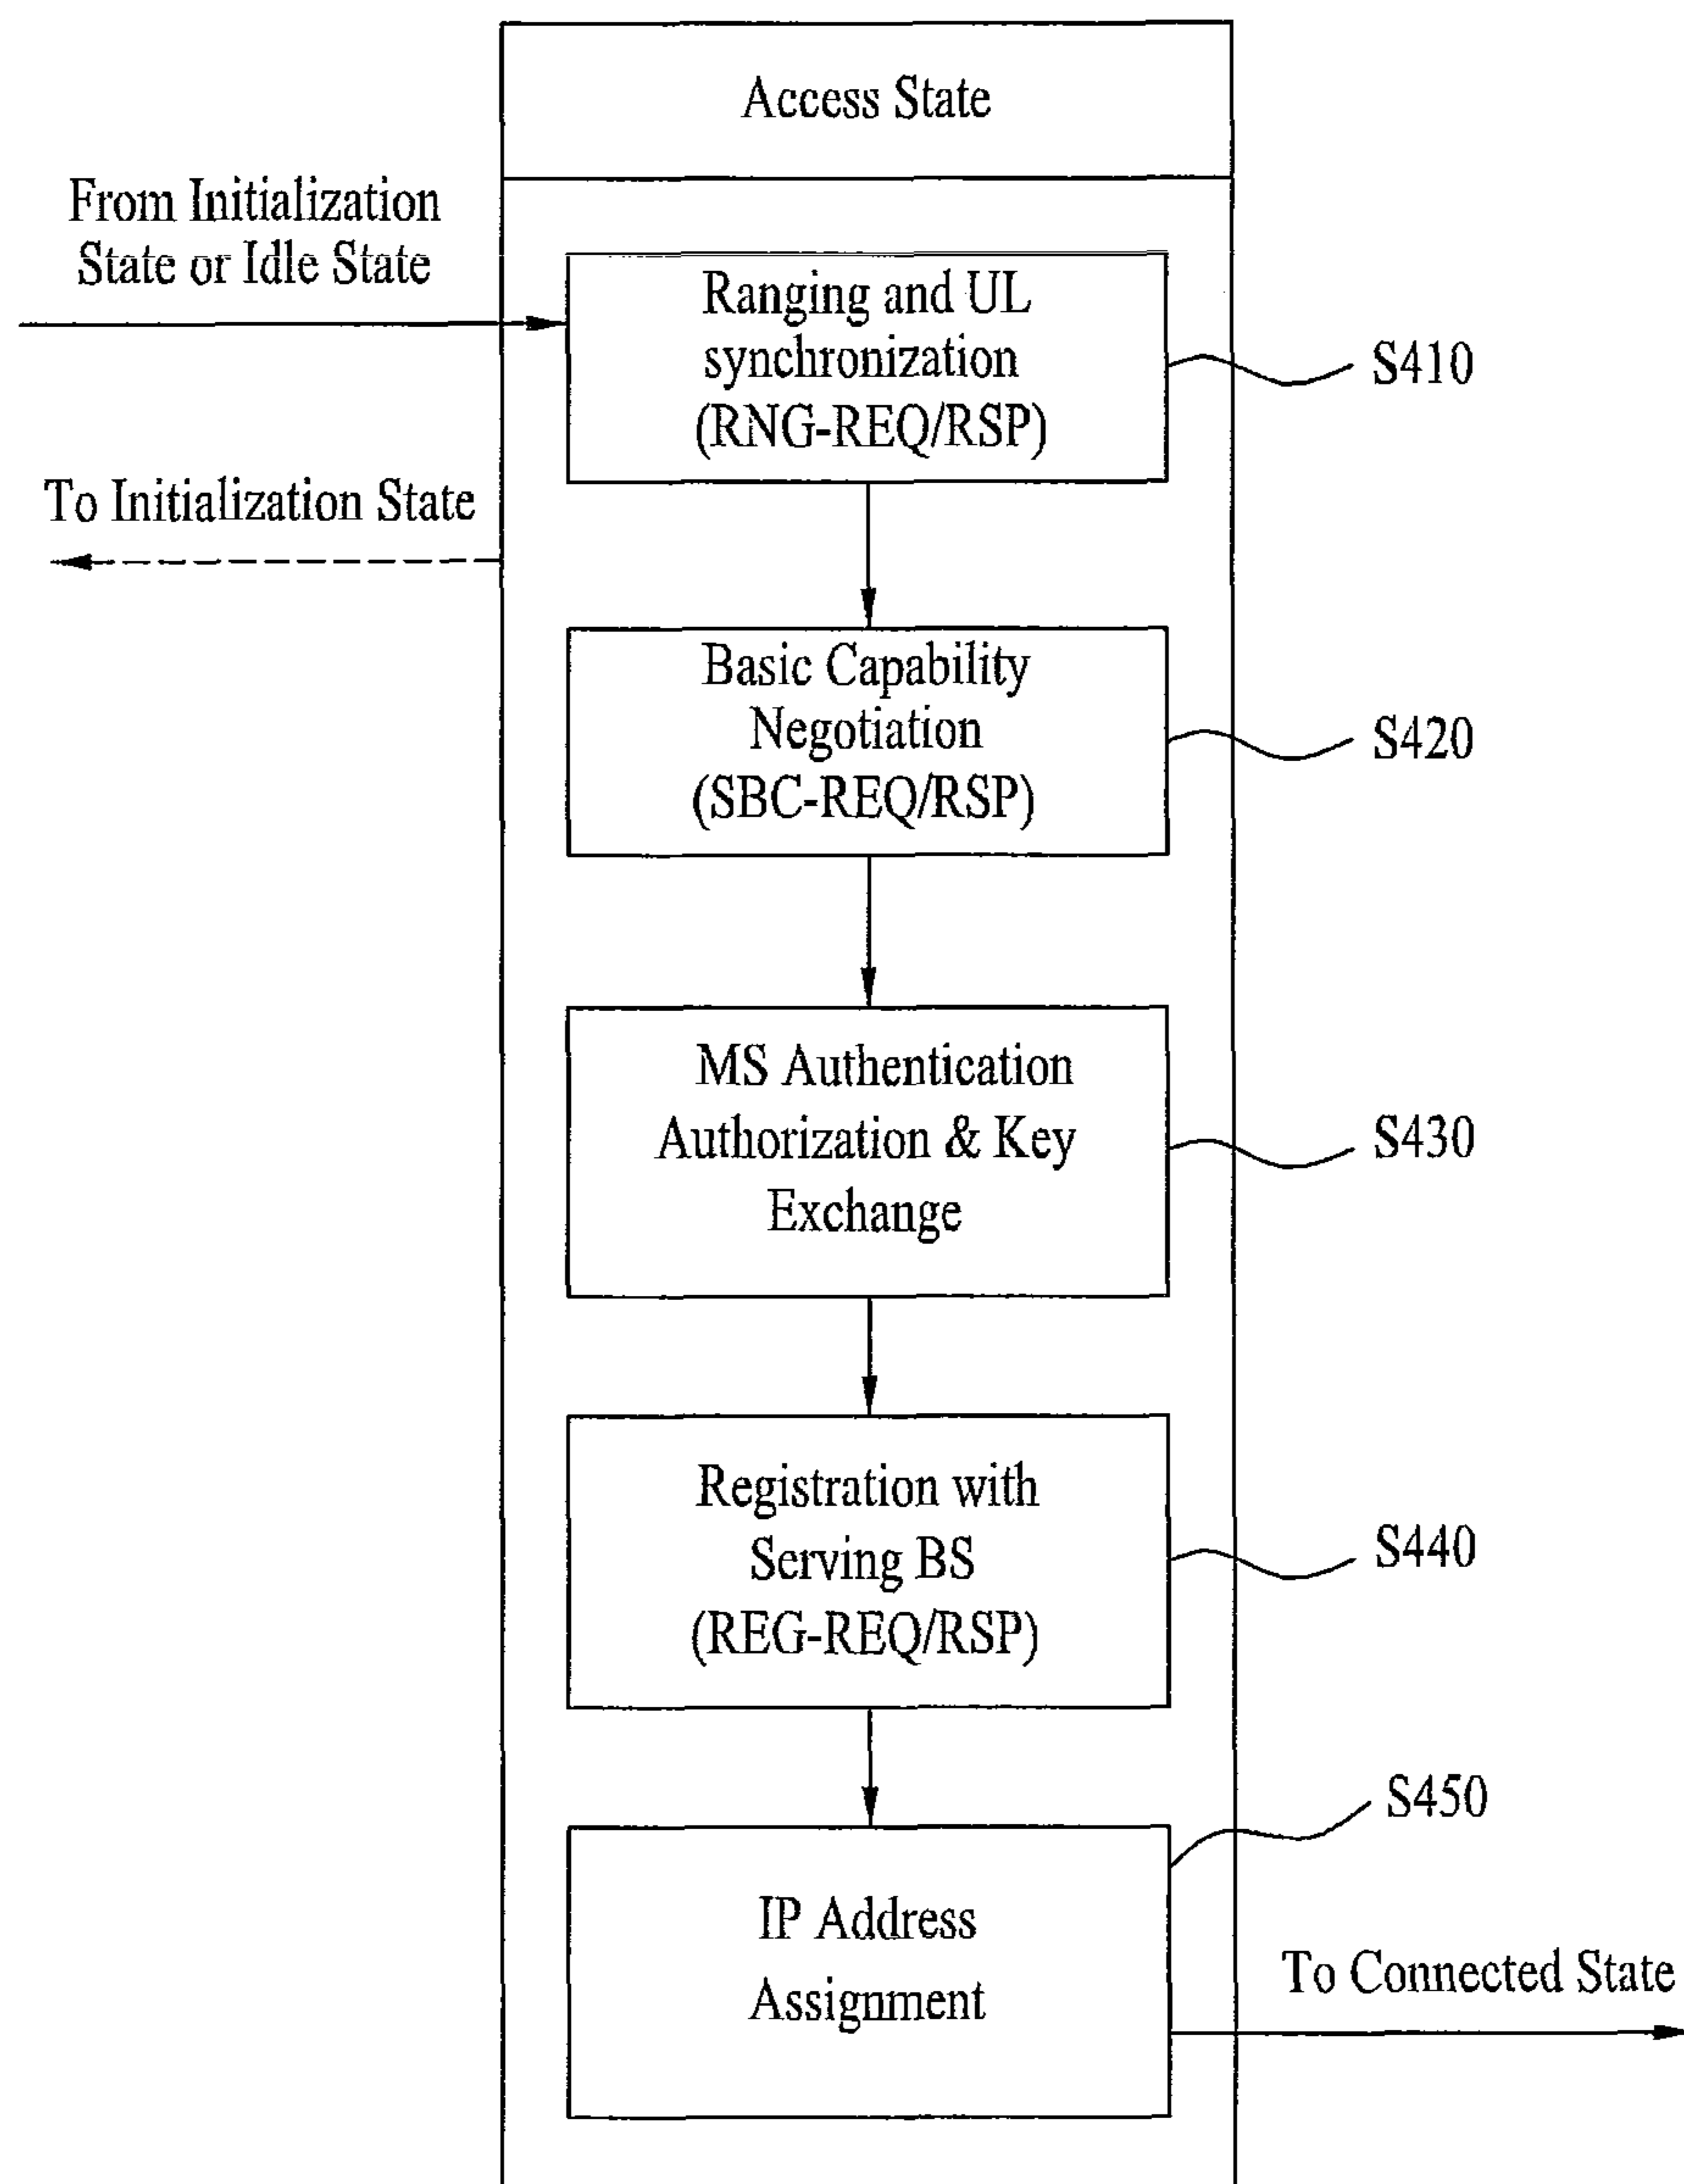 Access State
From Initialization
State or Idle State
Ranging and UL
synchronization
(RNG-REQ/RSP)
S410
To Initialization State
Basic Capability
Negotiation
(SBC-REQ/RSP)
S420
MS Authentication
Authorization & Key
Exchange
S430
Registration with
Serving BS
(REG-REQ/RSP)
S440
S450
IP Address
Assignment
To Connected State